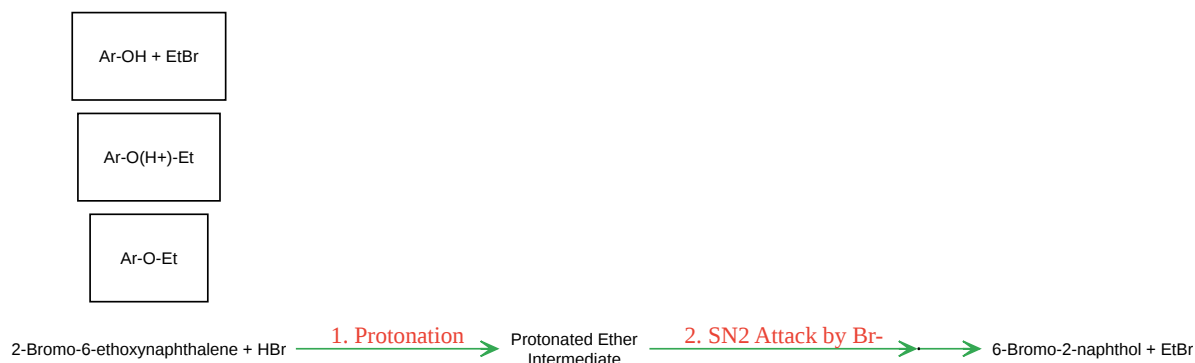 Ar-OH + EtBr
Ar-O(H+)-Et
Ar-O-Et
2-Bromo-6-ethoxynaphthalene + HBr
1. Protonation
Protonated Ether
Intermediate
2. SN2 Attack by Br-
6-Bromo-2-naphthol + EtBr